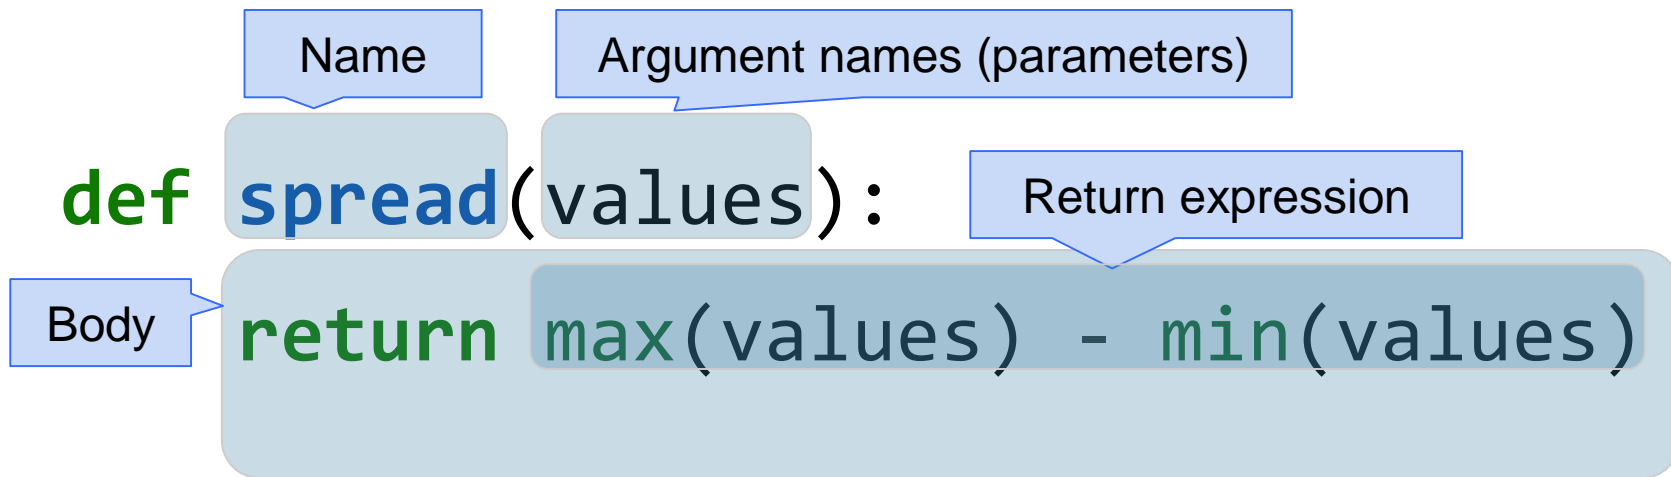 Name
Argument names (parameters)
def spread(values):
Return expression
Body
return max(values) - min(values)